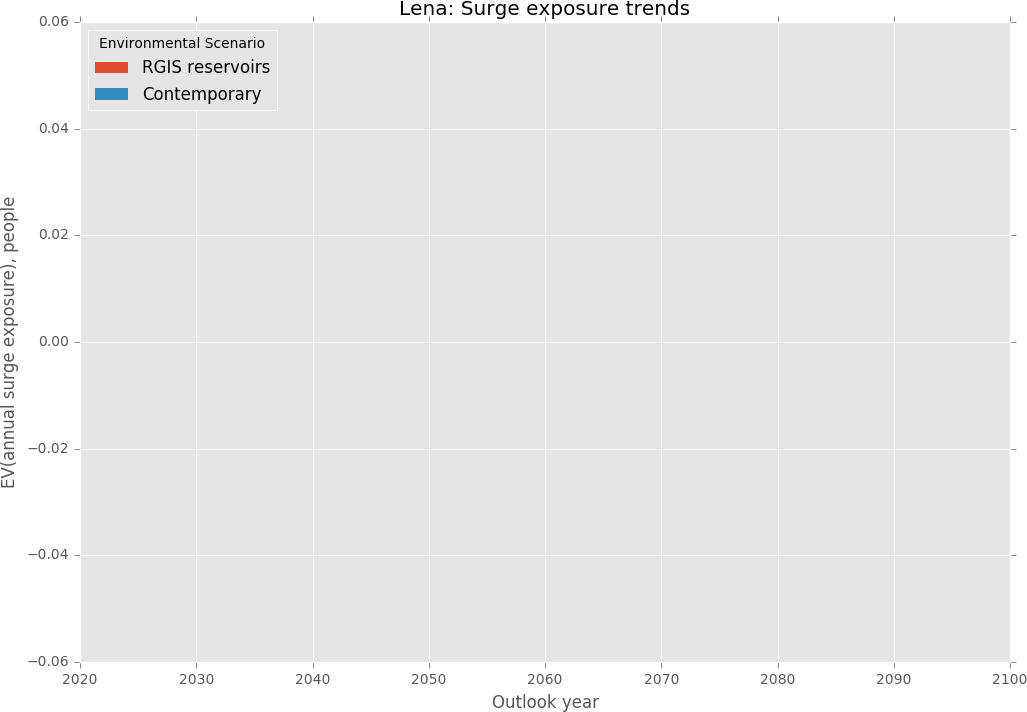 Lena: Surge exposure trends
Environmental Scenario
RGIS reservoirs
Contemporary
0.06
0.04
0.02
0.00
−0.02
−0.04
−0.06
EV(annual surge exposure), people
2020 2030 2040 2050 2060 2070 2080 2090 2100
Outlook year